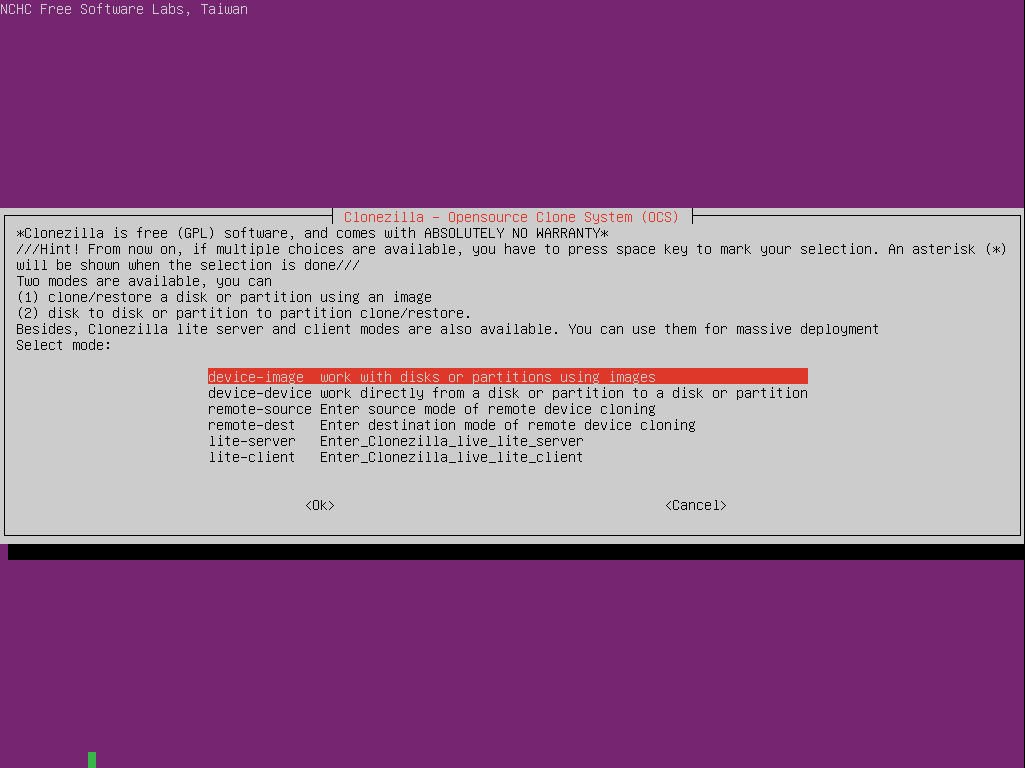 NCHC Free Software Labs, Taiwan
Clonezilla - Opensource Clone System (OCS)
*Clonezilla is free (GPL) software, and comes with ABSOLUTELY NO WARRANTY*
///Hint! From now on, if multiple choices are available, you have to press space key to mark your selection. An asterisk (*)
will be shown when the selection is done///
Two modes are available, you can
(1) clone/restore a disk or partition using an image
(2) disk to disk or partition to partition clone/restore.
Besides, Clonezilla lite server and client modes are also available. You can use them for massive deployment
Select mode:
device-image work with disks or partitions using images
device-device work directly from a disk or partition to a disk or partition
remote-source Enter source mode of remote device cloning
remote-dest Enter destination mode of remote device cloning
lite-server Enter_Clonezilla_live_lite_server
lite-client Enter_Clonezilla_live_lite_client
<Ok> <Cancel>